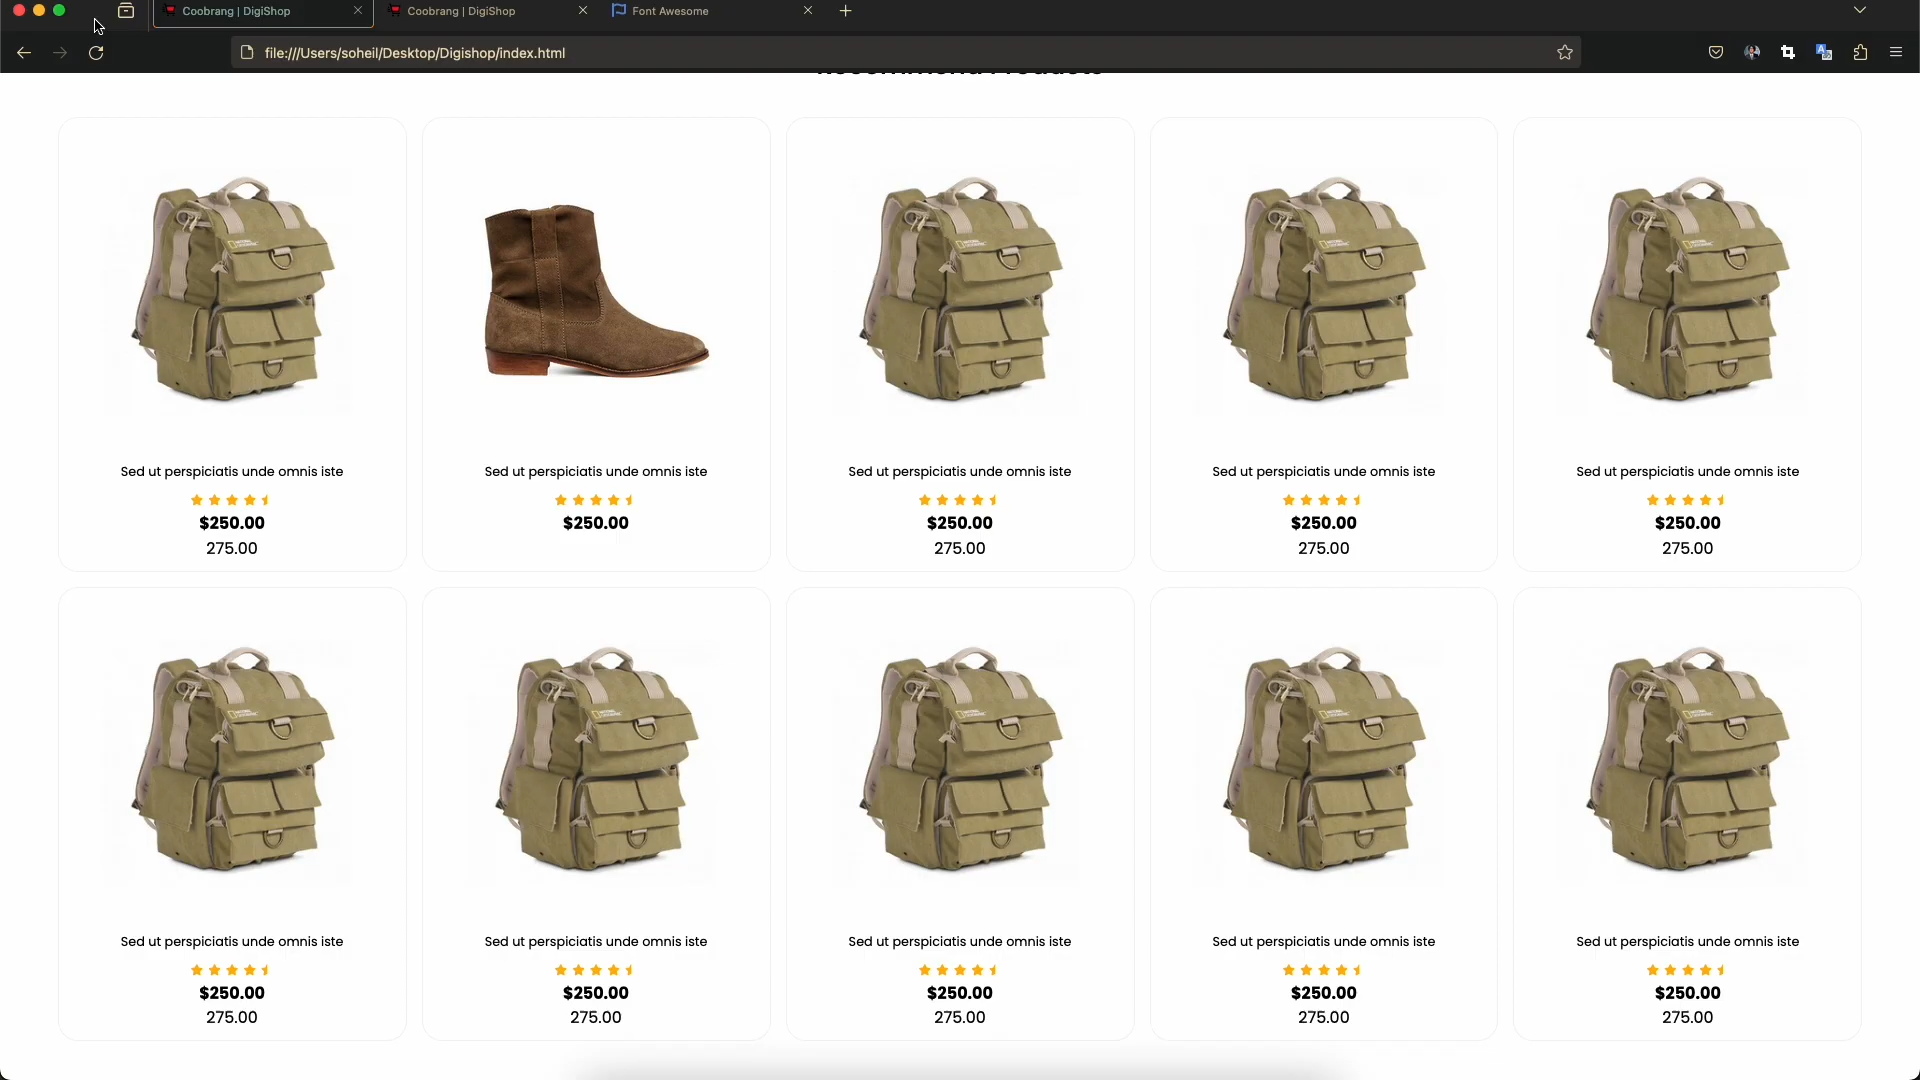 Coobrang | DigiShop
Coobrang | DigiShop
Font Awesome
file:///Users/soheil/Desktop/Digishop/index.html
Recommend Products
Sed ut perspiciatis unde omnis iste
$250.00
275.00
Sed ut perspiciatis unde omnis iste
$250.00
Sed ut perspiciatis unde omnis iste
$250.00
275.00
Sed ut perspiciatis unde omnis iste
$250.00
275.00
Sed ut perspiciatis unde omnis iste
$250.00
275.00
Sed ut perspiciatis unde omnis iste
$250.00
275.00
Sed ut perspiciatis unde omnis iste
$250.00
275.00
Sed ut perspiciatis unde omnis iste
$250.00
275.00
Sed ut perspiciatis unde omnis iste
$250.00
275.00
Sed ut perspiciatis unde omnis iste
$250.00
275.00